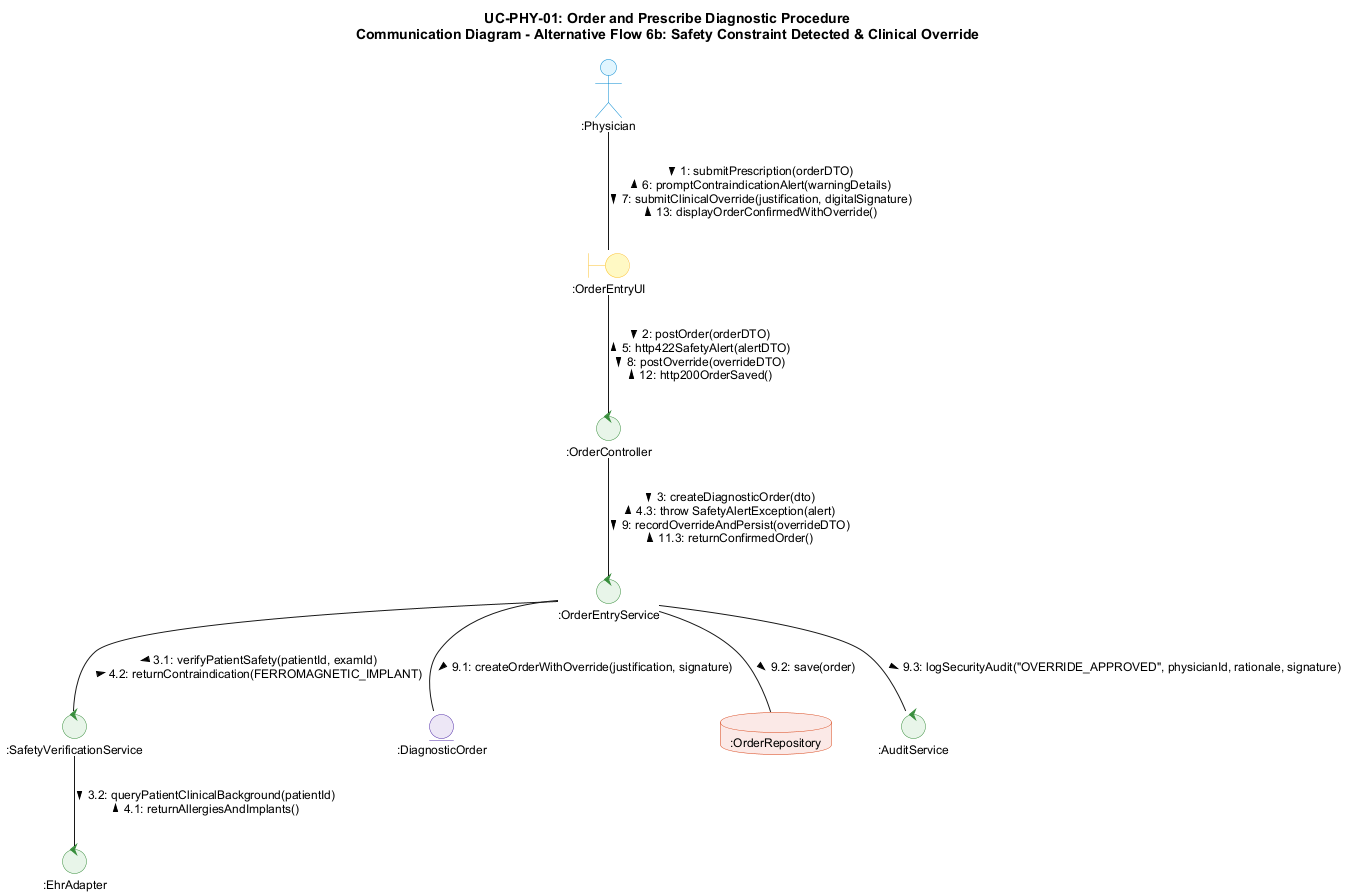 UC-PHY-01: Order and Prescribe Diagnostic Procedure
Communication Diagram - Alternative Flow 6b: Safety Constraint Detected & Clinical Override
:Physician
1: submitPrescription(orderDTO)
6: promptContraindicationAlert(warningDetails)
7: submitClinicalOverride(justification, digitalSignature)
13: displayOrderConfirmedWithOverride()
:OrderEntryUI
2: postOrder(orderDTO)
5: http422SafetyAlert(alertDTO)
8: postOverride(overrideDTO)
12: http200OrderSaved()
:OrderController
3: createDiagnosticOrder(dto)
4.3: throw SafetyAlertException(alert)
9: recordOverrideAndPersist(overrideDTO)
11.3: returnConfirmedOrder()
:OrderEntryService
3.1: verifyPatientSafety(patientId, examId)
4.2: returnContraindication(FERROMAGNETIC_IMPLANT)
9.1: createOrderWithOverride(justification, signature)
9.2: save(order)
9.3: logSecurityAudit("OVERRIDE_APPROVED", physicianId, rationale, signature)
:SafetyVerificationService
:DiagnosticOrder
:OrderRepository
:AuditService
3.2: queryPatientClinicalBackground(patientId)
4.1: returnAllergiesAndImplants()
:EhrAdapter